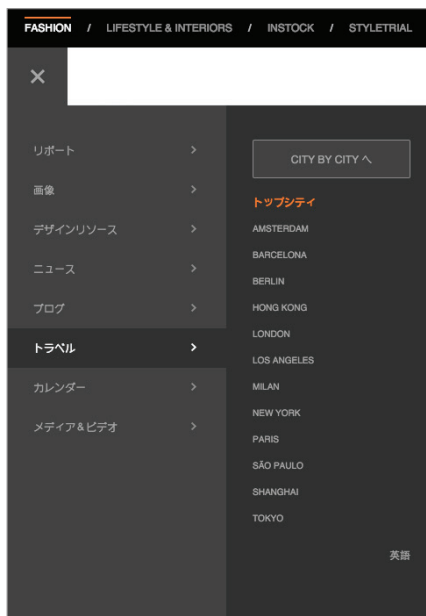 FASHION / LIFESTYLE & INTERIORS / INSTOCK / STYLETRIAL
×
リポート >
画像 >
デザインリソース >
ニュース >
ブログ >
トラベル >
カレンダー >
メディア&ビデオ >
CITY BY CITY へ
トップシティ
AMSTERDAM
BARCELONA
BERLIN
HONG KONG
LONDON
LOS ANGELES
MILAN
NEW YORK
PARIS
SÃO PAULO
SHANGHAI
TOKYO
英語